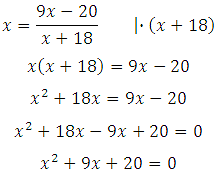 x = (9x − 20)/(x + 18) |· (x + 18)
x(x + 18) = 9x − 20
x² + 18x = 9x − 20
x² + 18x − 9x + 20 = 0
x² + 9x + 20 = 0